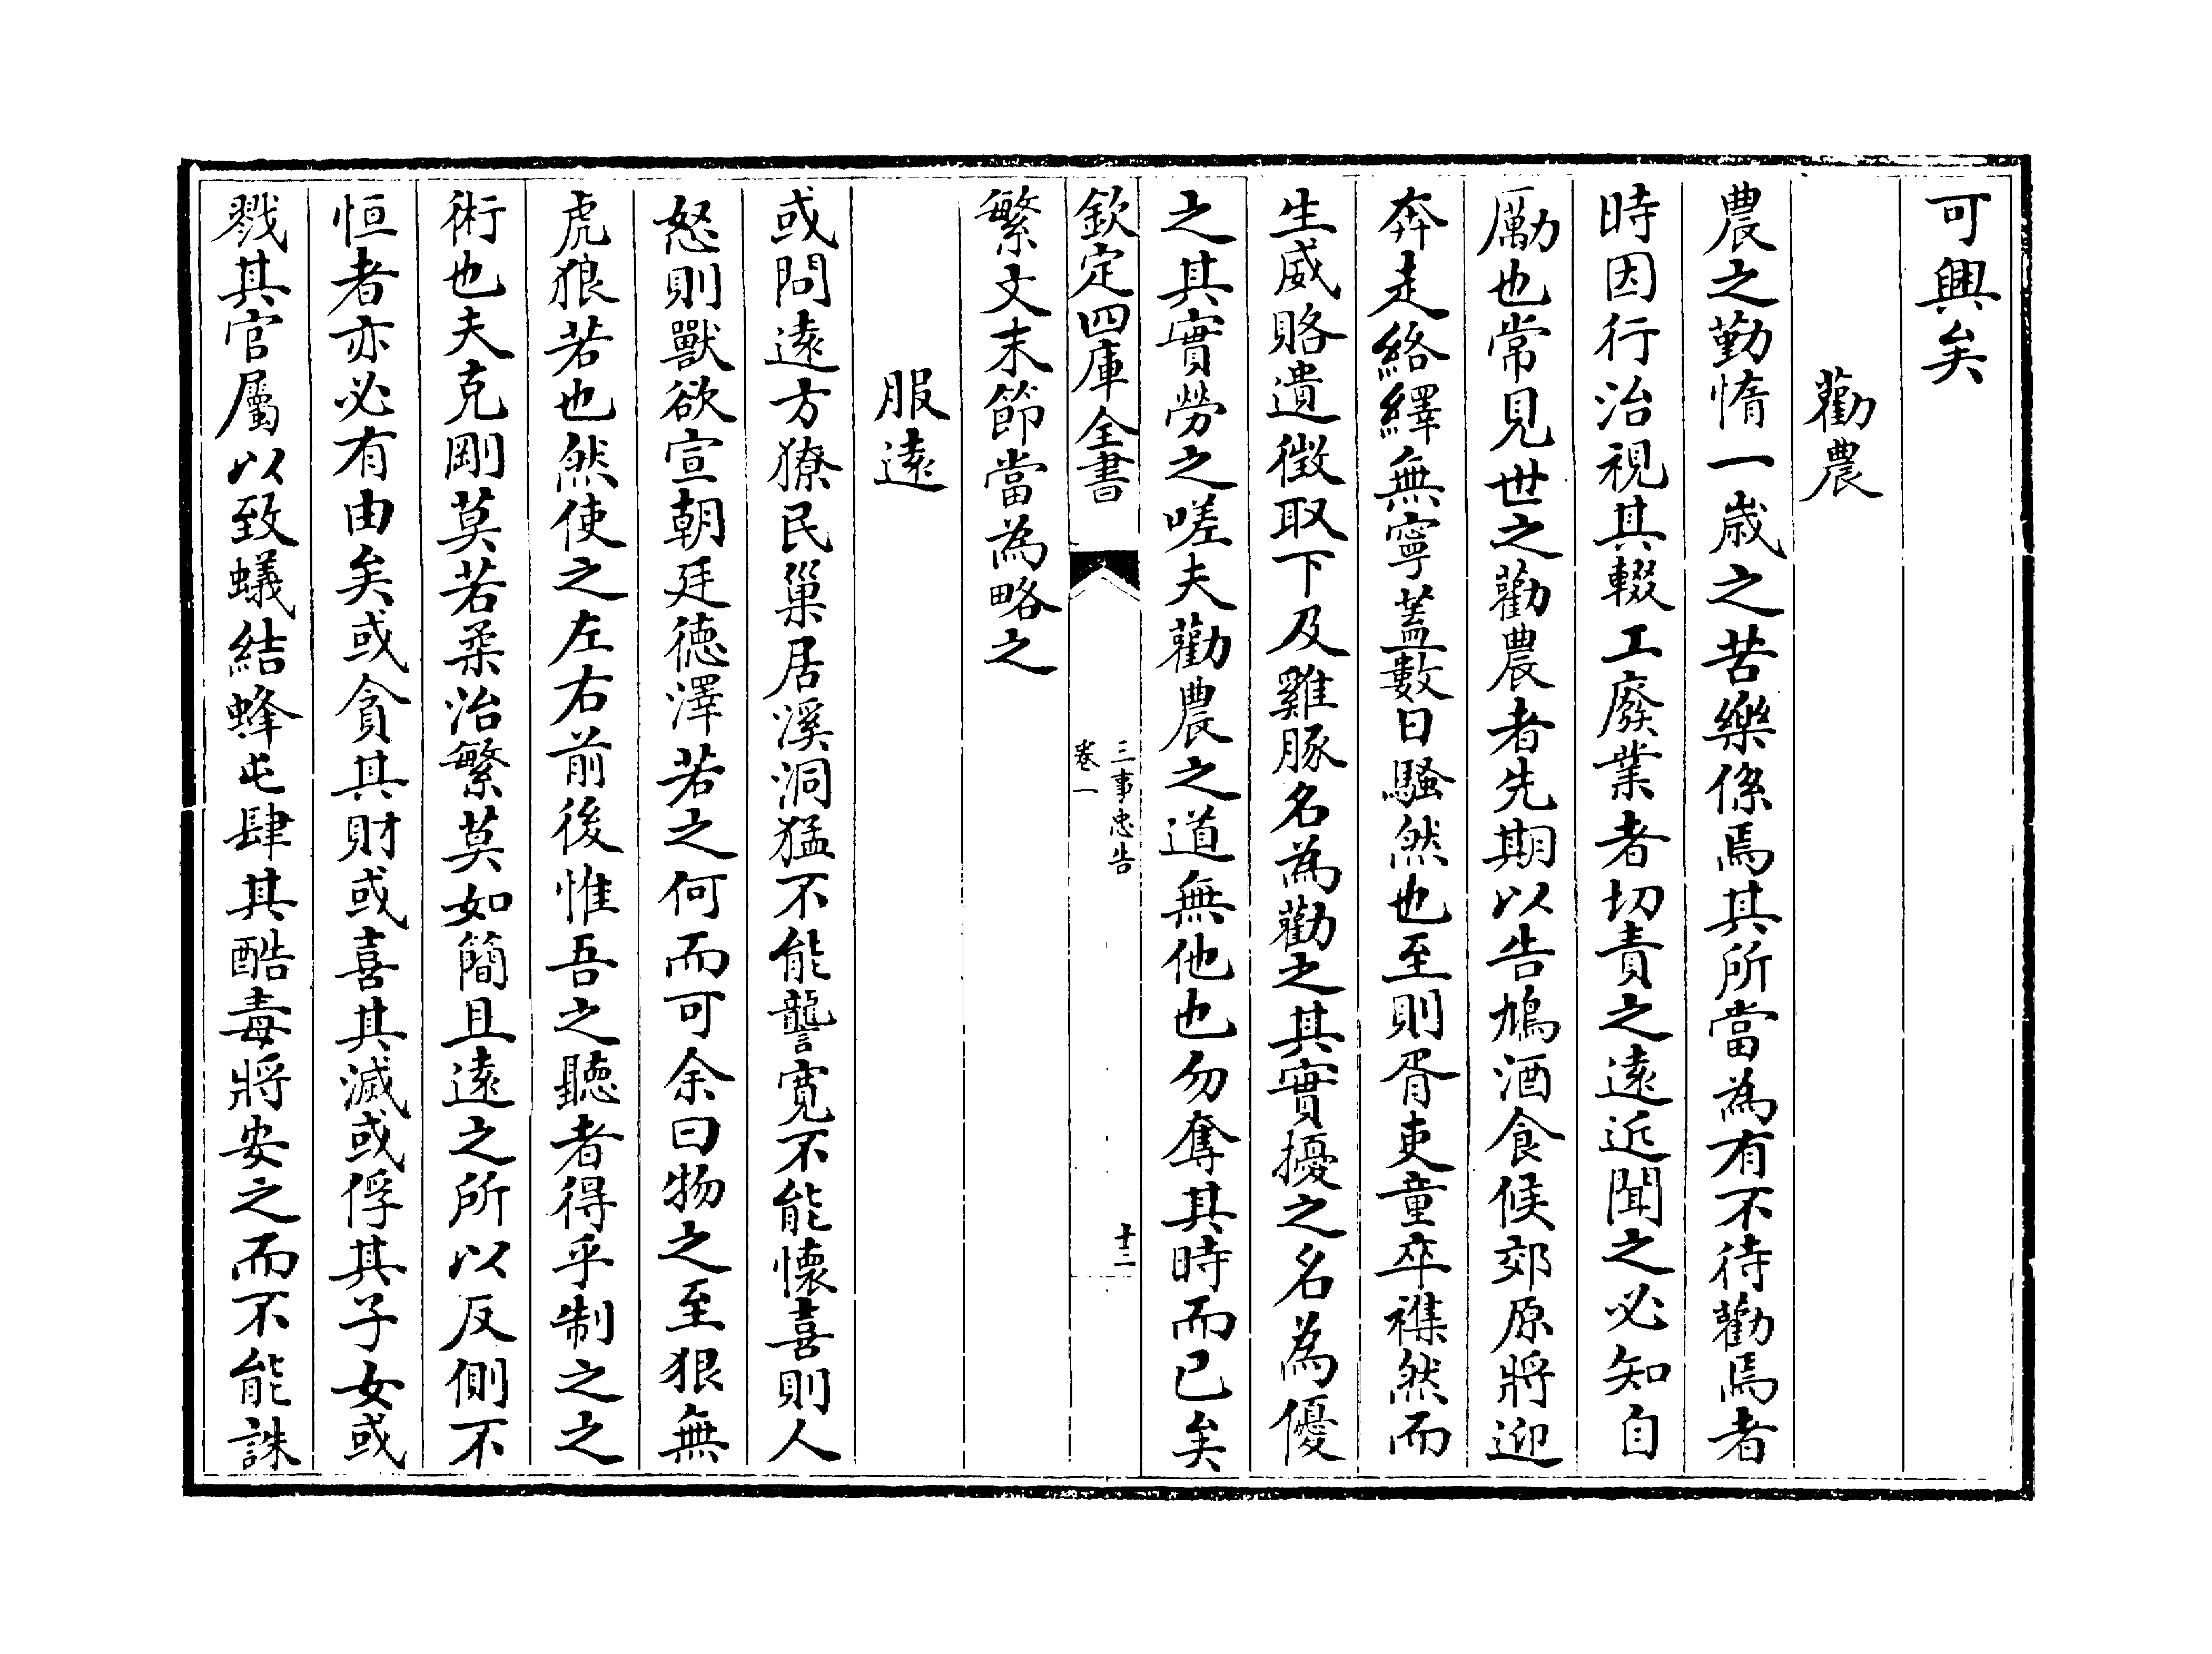 可興矣
勸農
農之勤惰一嵗之苦樂係焉其所當為有不待勸焉者
時因行治視其輟工廢業者切責之逺近聞之必知自
厲也常見世之勸農者先期以告鳩酒食候郊原將迎
奔走絡繹無寧蓋數日騷然也至則胥吏童卒襍然而
生威賂遺徴取下及雞豚名為勸之其實擾之名為優
之其實勞之嗟夫勸農之道無他也勿奪其時而已矣
欽定四庫全書
三事忠告
卷一
十二
繁文末節當為略之
服逺
或問逺方獠民巢居溪洞猛不能讋寛不能懷喜則人
怒則獸欲宣朝廷德澤若之何而可余曰物之至狠無
虎狼若也然使之左右前後惟吾之聽者得乎制之之
術也夫克剛莫若柔治繁莫如簡且逺之所以反側不
恒者亦必有由矣或貪其財或喜其滅或俘其子女或
戮其官屬以致蟻結蜂屯肆其酷毒將安之而不能誅